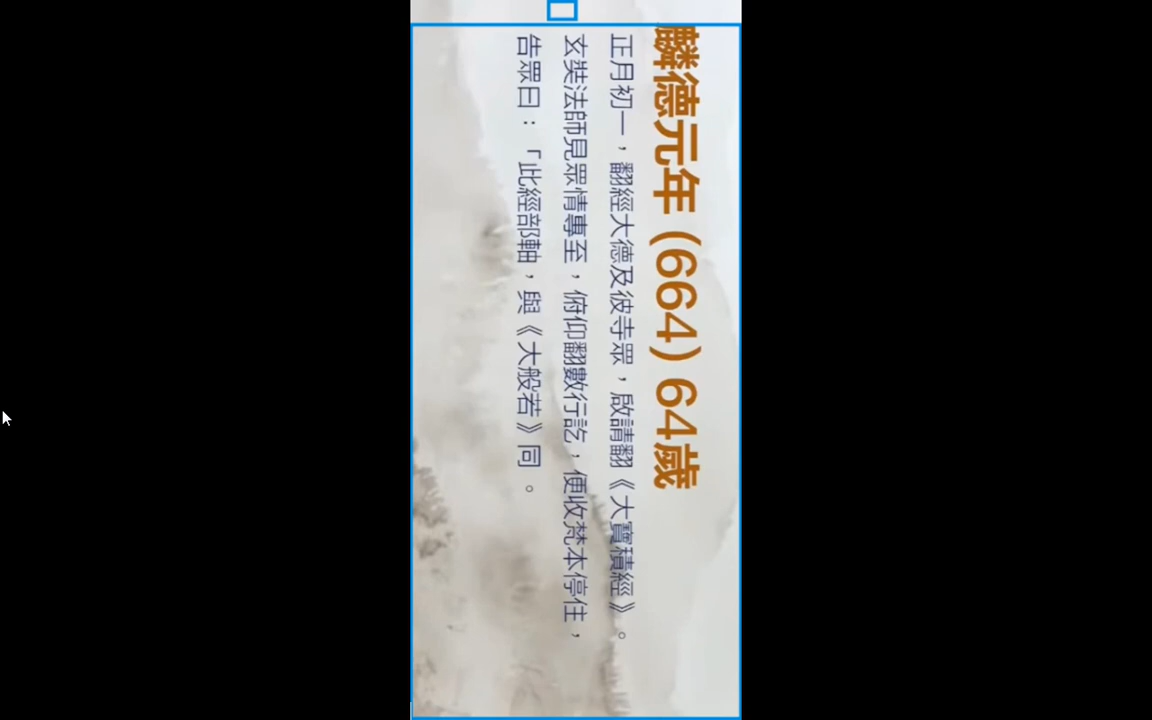 麟德元年 (664) 64歲
正月初一，翻經大德及彼寺眾，啟請翻《大寶積經》。
玄奘法師見眾情專至，俯仰翻數行訖，便收梵本停住，
告眾曰：「此經部軸，與《大般若》同。